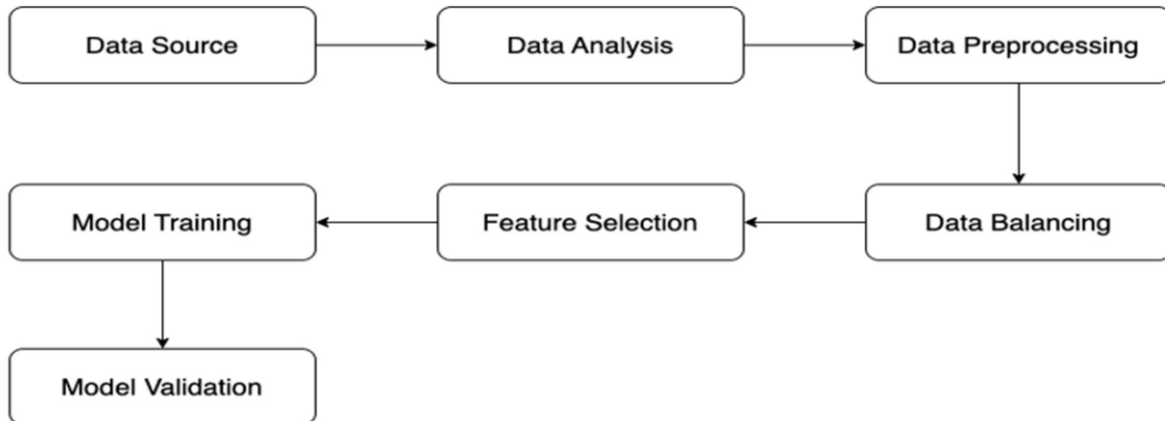 Data Source
Data Analysis
Data Preprocessing
Data Balancing
Feature Selection
Model Training
Model Validation